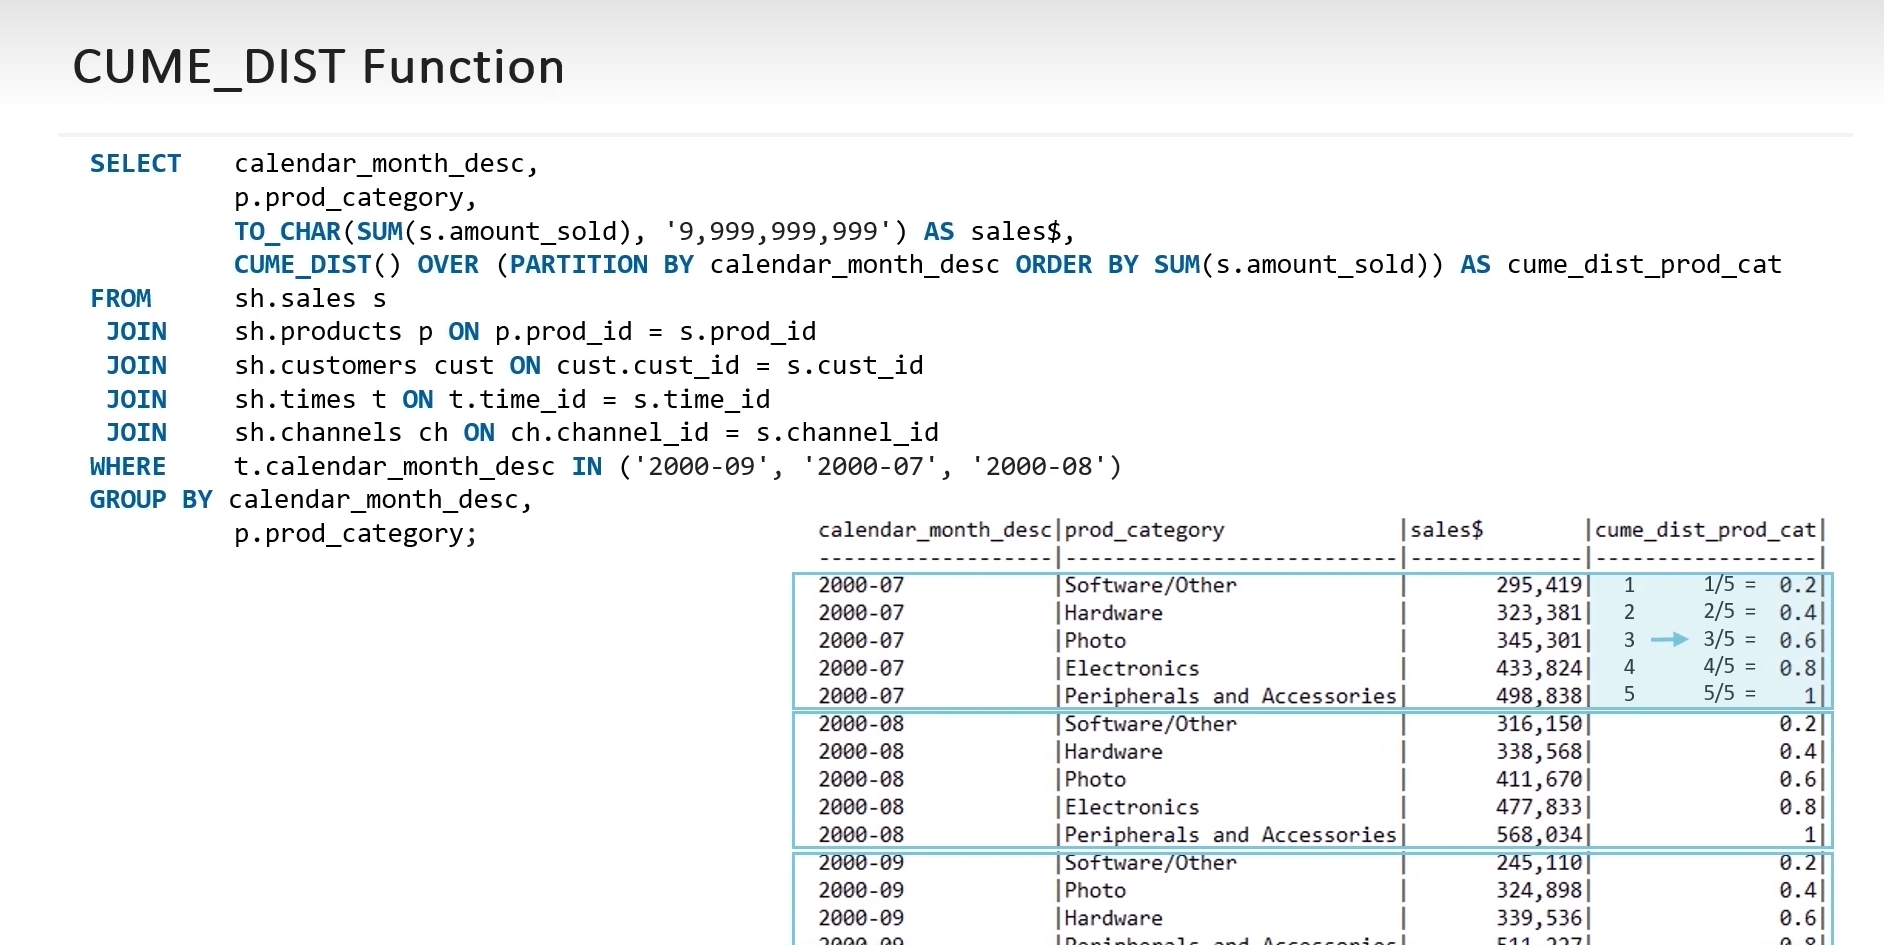 CUME_DIST Function
SELECT calendar_month_desc,
p.prod_category,
TO_CHAR(SUM(s.amount_sold), '9,999,999,999') AS sales$,
CUME_DIST() OVER (PARTITION BY calendar_month_desc ORDER BY SUM(s.amount_sold)) AS cume_dist_prod_cat
FROM sh.sales s
JOIN sh.products p ON p.prod_id = s.prod_id
JOIN sh.customers cust ON cust.cust_id = s.cust_id
JOIN sh.times t ON t.time_id = s.time_id
JOIN sh.channels ch ON ch.channel_id = s.channel_id
WHERE t.calendar_month_desc IN ('2000-09', '2000-07', '2000-08')
GROUP BY calendar_month_desc,
p.prod_category;
calendar_month_desc|prod_category |sales$ |cume_dist_prod_cat|
-------------------|---------------------------|--------------|------------------|
2000-07 |Software/Other | 295,419| 1 1/5 = 0.2|
2000-07 |Hardware | 323,381| 2 2/5 = 0.4|
2000-07 |Photo | 345,301| 3 → 3/5 = 0.6|
2000-07 |Electronics | 433,824| 4 4/5 = 0.8|
2000-07 |Peripherals and Accessories| 498,838| 5 5/5 = 1|
2000-08 |Software/Other | 316,150| 0.2|
2000-08 |Hardware | 338,568| 0.4|
2000-08 |Photo | 411,670| 0.6|
2000-08 |Electronics | 477,833| 0.8|
2000-08 |Peripherals and Accessories| 568,034| 1|
2000-09 |Software/Other | 245,110| 0.2|
2000-09 |Photo | 324,898| 0.4|
2000-09 |Hardware | 339,536| 0.6|
2000-09 |Peripherals and Accessories| 511,227| 0.8|